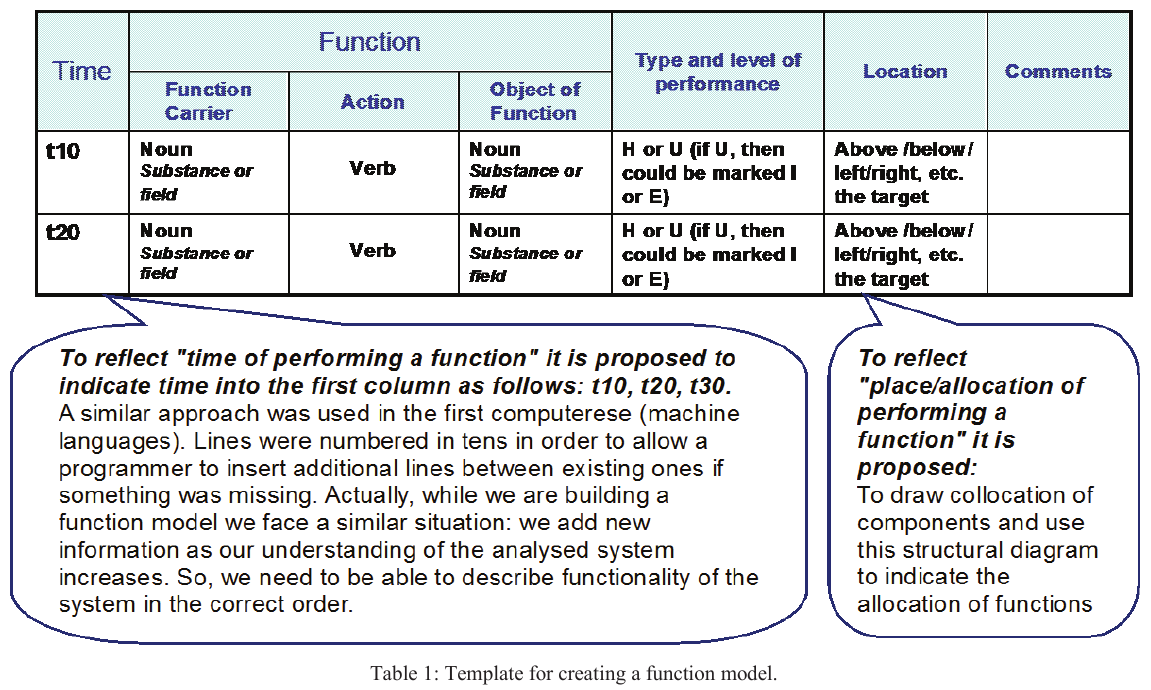 Time
Function
Type and level of
performance
Location
Comments
Function
Carrier
Action
Object of
Function
t10
Noun
Substance or
field
Verb
Noun
Substance or
field
H or U (if U, then
could be marked I
or E)
Above /below/
left/right, etc.
the target
t20
Noun
Substance or
field
Verb
Noun
Substance or
field
H or U (if U, then
could be marked I
or E)
Above /below/
left/right, etc.
the target
To reflect "time of performing a function" it is proposed to
indicate time into the first column as follows: t10, t20, t30.
A similar approach was used in the first computerese (machine
languages). Lines were numbered in tens in order to allow a
programmer to insert additional lines between existing ones if
something was missing. Actually, while we are building a
function model we face a similar situation: we add new
information as our understanding of the analysed system
increases. So, we need to be able to describe functionality of the
system in the correct order.
To reflect
"place/allocation of
performing a
function" it is
proposed:
To draw collocation of
components and use
this structural diagram
to indicate the
allocation of functions
Table 1: Template for creating a function model.